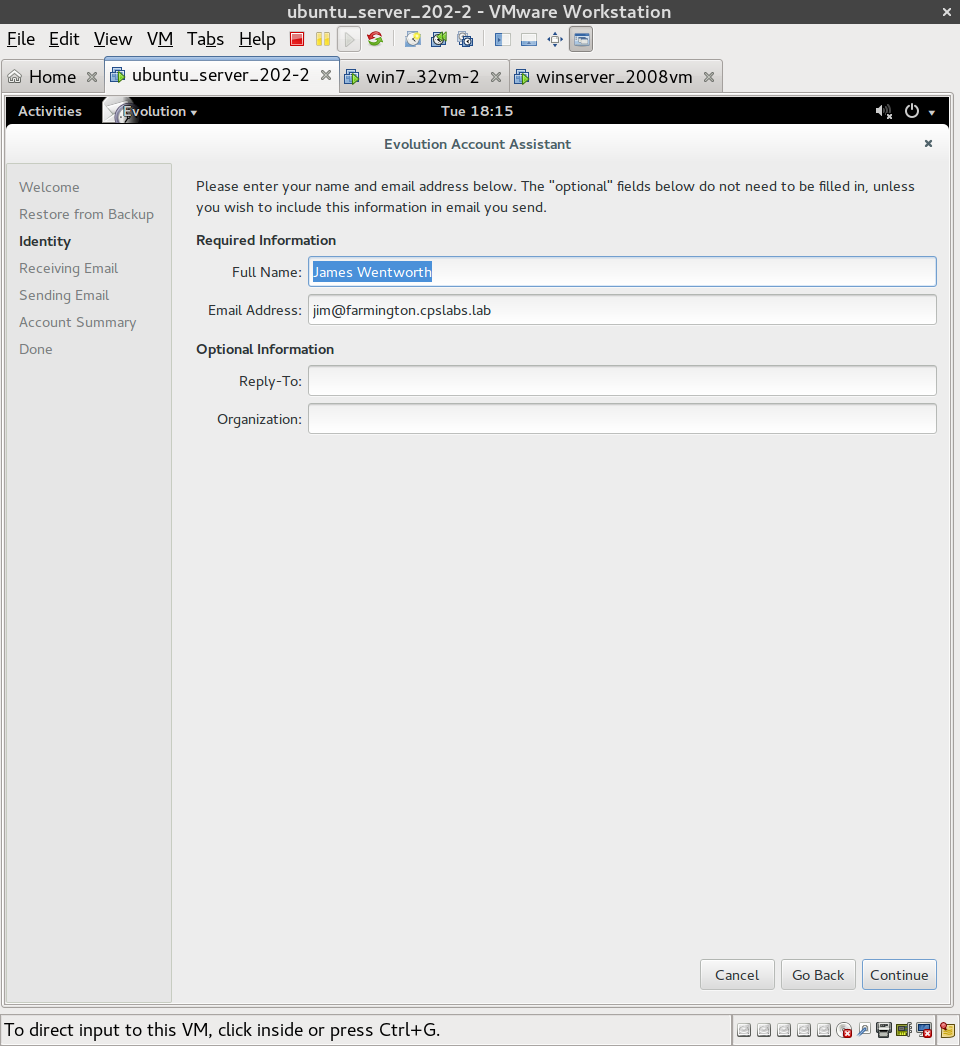 ubuntu_server_202-2 - VMware Workstation
File Edit View VM Tabs Help
Home ubuntu_server_202-2 win7_32vm-2 winserver_2008vm
Activities Evolution Tue 18:15
Evolution Account Assistant
Welcome
Restore from Backup
Identity
Receiving Email
Sending Email
Account Summary
Done
Please enter your name and email address below. The "optional" fields below do not need to be filled in, unless
you wish to include this information in email you send.
Required Information
Full Name: James Wentworth
Email Address: jim@farmington.cpslabs.lab
Optional Information
Reply-To:
Organization:
Cancel Go Back Continue
To direct input to this VM, click inside or press Ctrl+G.